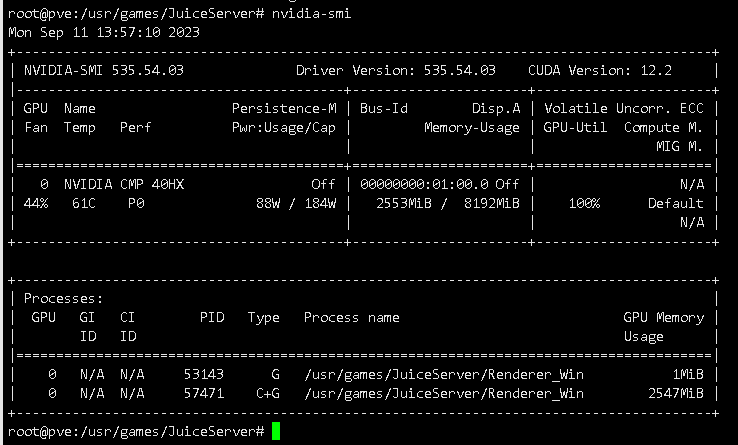 root@pve:/usr/games/JuiceServer# nvidia-smi
Mon Sep 11 13:57:10 2023
+---------------------------------------------------------------------------------------+
| NVIDIA-SMI 535.54.03              Driver Version: 535.54.03    CUDA Version: 12.2     |
|-----------------------------------------+----------------------+----------------------+
| GPU  Name                 Persistence-M | Bus-Id        Disp.A | Volatile Uncorr. ECC |
| Fan  Temp   Perf          Pwr:Usage/Cap |         Memory-Usage | GPU-Util  Compute M. |
|                                         |                      |               MIG M. |
|=========================================+======================+======================|
|   0  NVIDIA CMP 40HX                Off | 00000000:01:00.0 Off |                  N/A |
| 44%   61C    P0              88W / 184W |   2553MiB /  8192MiB |    100%      Default |
|                                         |                      |                  N/A |
+-----------------------------------------+----------------------+----------------------+
+---------------------------------------------------------------------------------------+
| Processes:                                                                            |
|  GPU   GI   CI        PID   Type   Process name                            GPU Memory |
|        ID   ID                                                             Usage      |
|=======================================================================================|
|    0   N/A  N/A     53143      G   /usr/games/JuiceServer/Renderer_Win           1MiB |
|    0   N/A  N/A     57471    C+G   /usr/games/JuiceServer/Renderer_Win        2547MiB |
+---------------------------------------------------------------------------------------+
root@pve:/usr/games/JuiceServer#